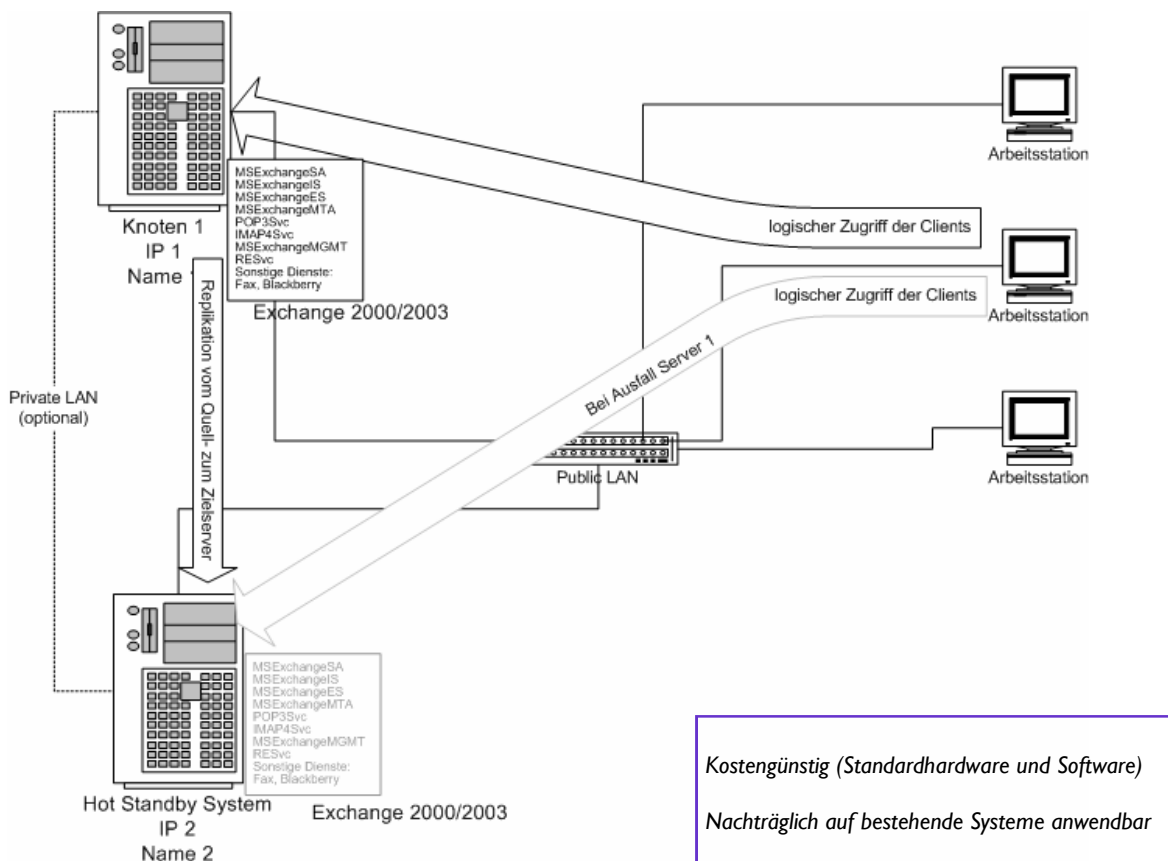 Arbeitsstation
MSExchangeSA
MSExchangeIS
MSExchangeES
MSExchangeMTA
POP3Svc
IMAP4Svc
MSExchangeMGMT
RESvc
Sonstige Dienste:
Fax, Blackberry
Knoten 1
IP 1
Name
Exchange 2000/2003
logischer Zugriff der Clients
logischer Zugriff der Clients
Arbeitsstation
Bei Ausfall Server 1
Replikation vom Quell- zum Zielserver
Private LAN
(optional)
Public LAN
Arbeitsstation
MSExchangeSA
MSExchangeIS
MSExchangeES
MSExchangeMTA
POP3Svc
IMAP4Svc
MSExchangeMGMT
RESvc
Sonstige Dienste:
Fax, Blackberry
Hot Standby System
IP 2
Name 2
Exchange 2000/2003
Kostengünstig (Standardhardware und Software)
Nachträglich auf bestehende Systeme anwendbar